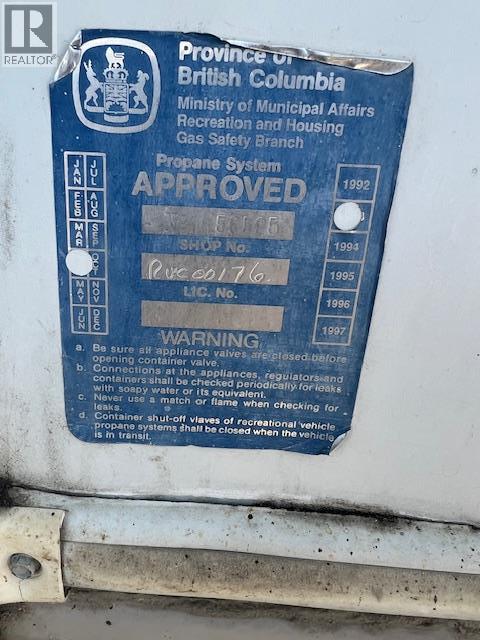 REALTOR®
Province of
British Columbia
Ministry of Municipal Affairs
Recreation and Housing
Gas Safety Branch
Propane System
APPROVED
SHOP No.
RVC00176.
LIC. No.
JAN JUL
FEB AUG
MAR SEP
OCT
MAY NOV
JUN DEC
1992
1994
1995
1996
1997
WARNING
a. Be sure all appliance valves are closed before
opening container valve.
b. Connections at the appliances, regulators and
containers shall be checked periodically for leaks
with soapy water or its equivalent.
c. Never use a match or flame when checking for
leaks.
d. Container shut-off vlaves of recreational vehicle
propane systems shall be closed when the vehicle
is in transit.